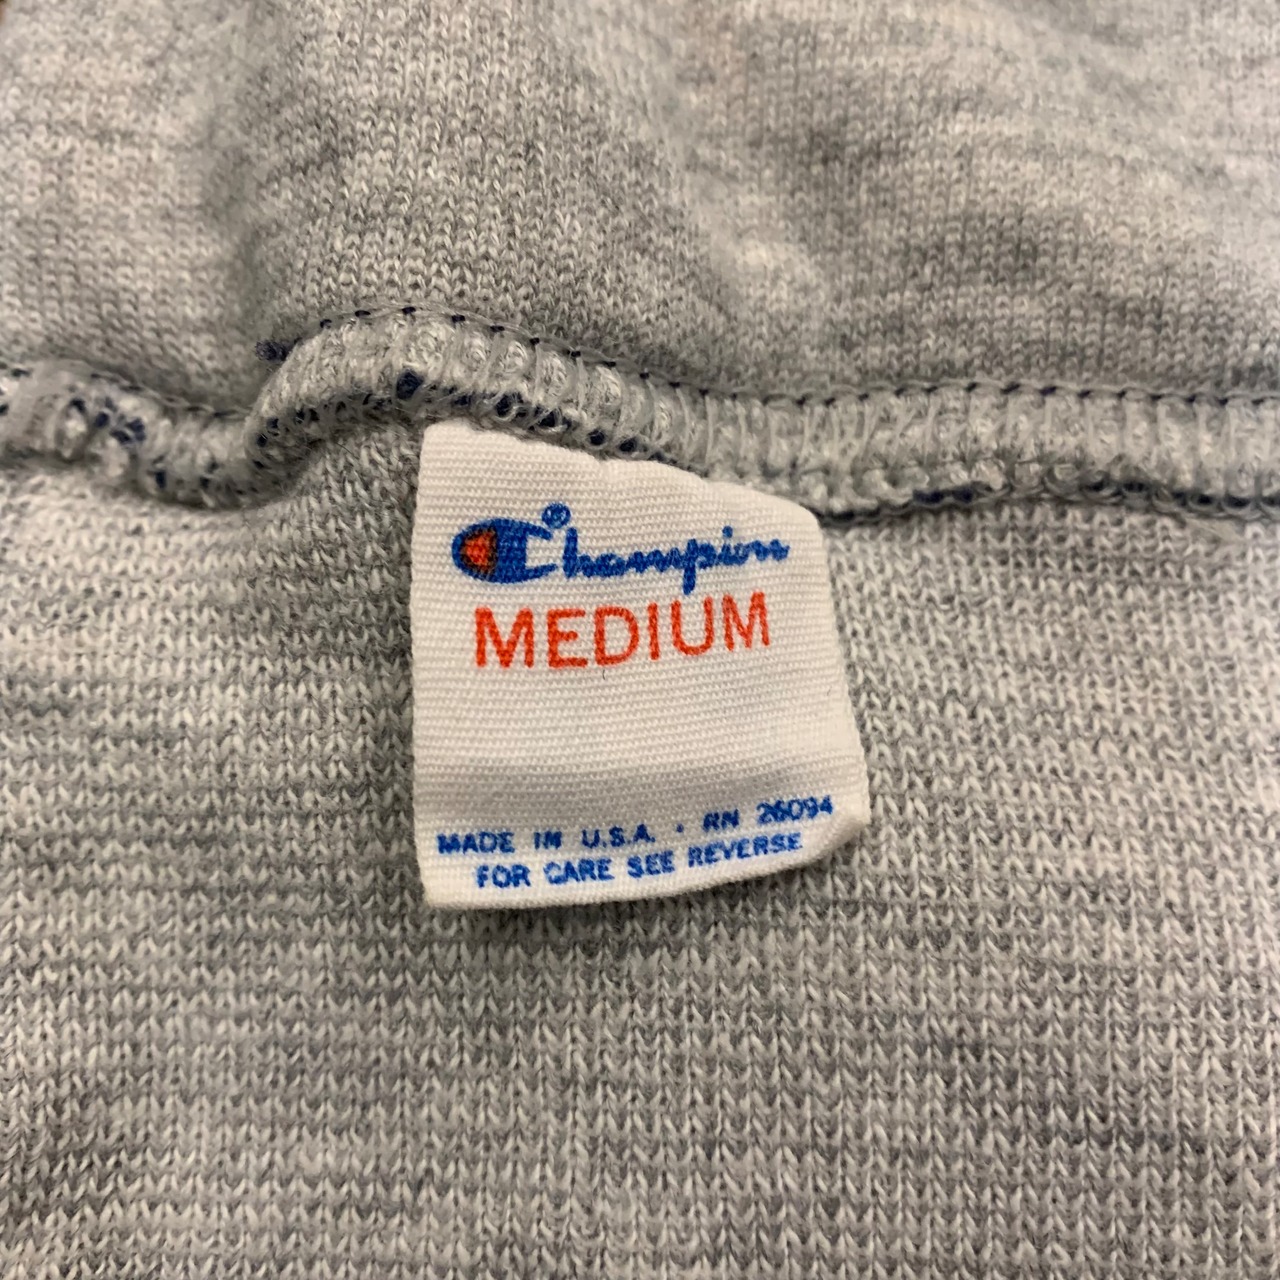 Champion®
MEDIUM
MADE IN U.S.A. · RN 26094
FOR CARE SEE REVERSE